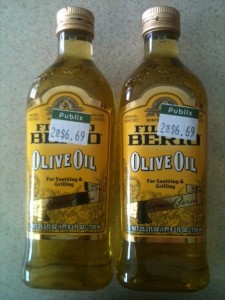 Publix
2@$6.69
FILIPPO
BERIO
OLIVE OIL
For Sautéing &
Grilling
Publix
2@$6.69
FILIPPO
BERIO
OLIVE OIL
For Sautéing &
Grilling